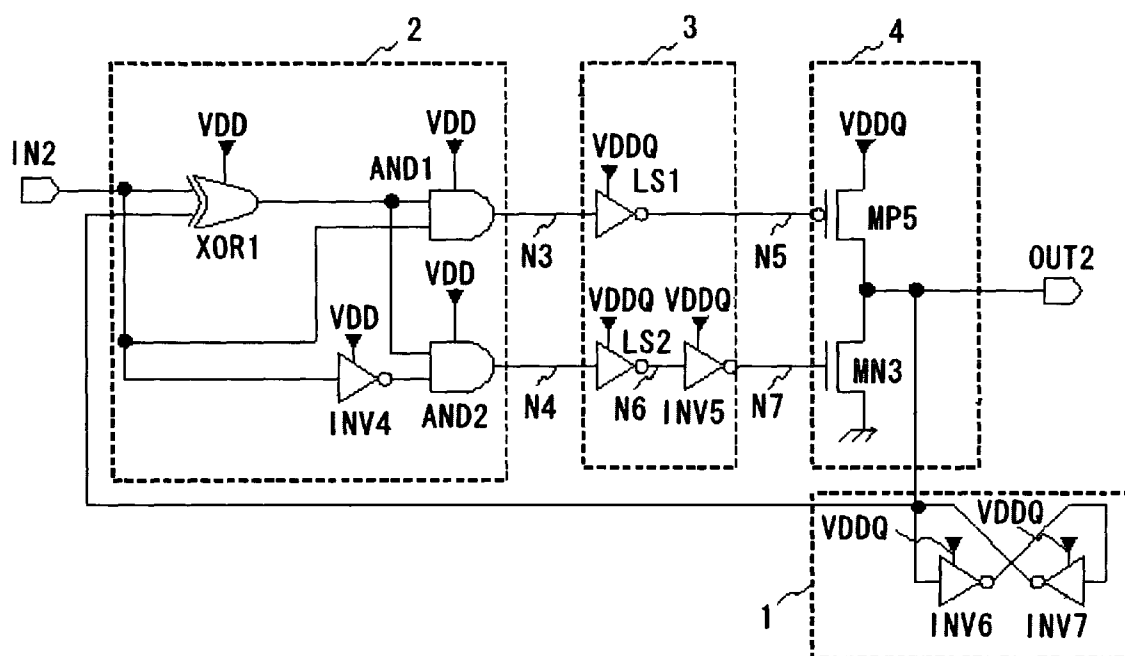 2
3
4
VDD
VDD
VDDQ
IN2
AND1
VDDQ
LS1
MP5
XOR1
N3
N5
OUT2
VDD
VDD
VDDQ
VDDQ
LS2
MN3
INV4
AND2
N4
N6
INV5
N7
VDDQ
VDDQ
1
INV6
INV7